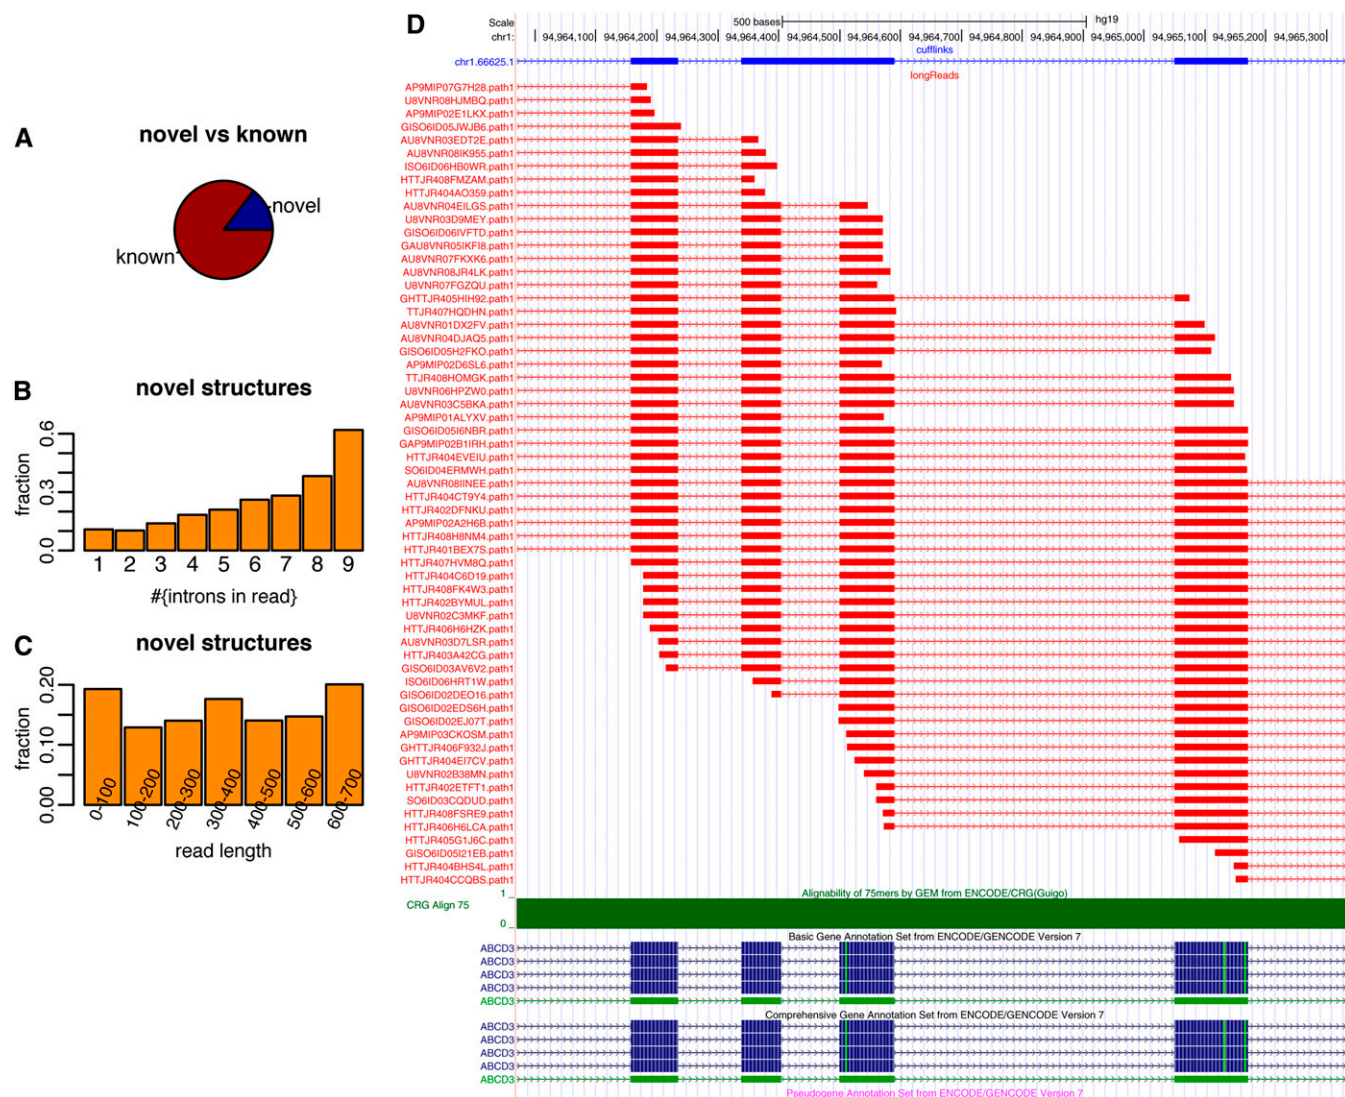 A
novel vs known
novel
known
B
novel structures
fraction
0.0 0.3 0.6
1 2 3 4 5 6 7 8 9
#{introns in read}
C
novel structures
fraction
0.00 0.10 0.20
0-100 100-200 200-300 300-400 400-500 500-600 600-700
read length
D
Scale 500 bases hg19
chr1: 94,964,100 94,964,200 94,964,300 94,964,400 94,964,500 94,964,600 94,964,700 94,964,800 94,964,900 94,965,000 94,965,100 94,965,200 94,965,300
cufflinks
chr1.66625.1
longReads
AP9MIP07G7H28.path1
U8VNR08HJMBQ.path1
AP9MIP02E1LKX.path1
GISO6ID05JWJB6.path1
AU8VNR03EDT2E.path1
AU8VNR08IK955.path1
ISO6ID06HB0WR.path1
HTTJR408FMZAM.path1
HTTJR404AO359.path1
AU8VNR04EILGS.path1
U8VNR03D9MEY.path1
GISO6ID06IVFTD.path1
GAU8VNR05IKFI8.path1
AU8VNR07FKXK6.path1
AU8VNR08JR4LK.path1
U8VNR07FGZQU.path1
GHTTJR405HIH92.path1
TTJR407HQDHN.path1
AU8VNR01DX2FV.path1
AU8VNR04DJAQ5.path1
GISO6ID05H2FKO.path1
AP9MIP02D6SL6.path1
TTJR408HOMGK.path1
U8VNR06HPZW0.path1
AU8VNR03C5BKA.path1
AP9MIP01ALYXV.path1
GISO6ID05I6NBR.path1
GAP9MIP02B1IRH.path1
HTTJR404EVEIU.path1
SO6ID04ERMWH.path1
AU8VNR08IINEE.path1
HTTJR404CT9Y4.path1
HTTJR402DFNKU.path1
AP9MIP02A2H6B.path1
HTTJR408H8NM4.path1
HTTJR401BEX7S.path1
HTTJR407HVM8Q.path1
HTTJR404C6D19.path1
HTTJR408FK4W3.path1
HTTJR402BYMUL.path1
U8VNR02C3MKF.path1
HTTJR406H6HZK.path1
AU8VNR03D7LSR.path1
HTTJR403A42CG.path1
GISO6ID03AV6V2.path1
ISO6ID06HRT1W.path1
GISO6ID02DEO16.path1
GISO6ID02EDS6H.path1
GISO6ID02EJ07T.path1
AP9MIP03CKOSM.path1
GHTTJR406F932J.path1
GHTTJR404EI7CV.path1
U8VNR02B38MN.path1
HTTJR402ETFT1.path1
SO6ID03CQDUD.path1
HTTJR408FSRE9.path1
HTTJR406H6LCA.path1
HTTJR405G1J6C.path1
GISO6ID05I21EB.path1
HTTJR404BHS4L.path1
HTTJR404CCQBS.path1
Alignability of 75mers by GEM from ENCODE/CRG(Guigo)
1
CRG Align 75
0
Basic Gene Annotation Set from ENCODE/GENCODE Version 7
ABCD3
ABCD3
ABCD3
ABCD3
ABCD3
Comprehensive Gene Annotation Set from ENCODE/GENCODE Version 7
ABCD3
ABCD3
ABCD3
ABCD3
ABCD3
Pseudogene Annotation Set from ENCODE/GENCODE Version 7